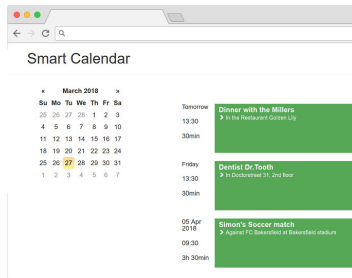 Smart Calendar
« March 2018 »
Su Mo Tu We Th Fr Sa
25 26 27 28 1 2 3
4 5 6 7 8 9 10
11 12 13 14 15 16 17
18 19 20 21 22 23 24
25 26 27 28 29 30 31
1 2 3 4 5 6 7
Tomorrow
13:30
30min
Dinner with the Millers
In the Restaurant Golden Lily
Friday
13:30
30min
Dentist Dr.Tooth
In Doctorstreet 31, 2nd floor
05 Apr
2018
09:30
3h 30min
Simon's Soccer match
Against FC Bakersfield at Bakersfield stadium